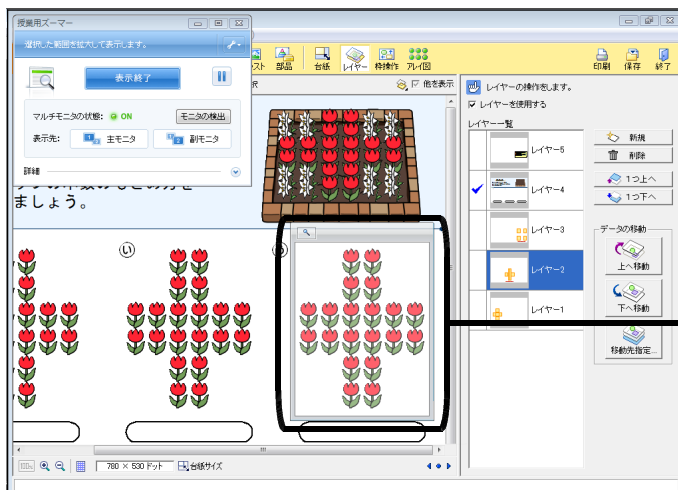 授業用ズーマー
選択した範囲を拡大して表示します。
表示終了
マルチモニタの状態: ON
モニタの検出
表示先:
主モニタ
副モニタ
詳細
部品
台紙
レイヤー
枠操作
アレイ図
印刷
保存
終了
他を表示
ましょう。
い
レイヤーの操作をします。
レイヤーを使用する
レイヤー一覧
レイヤー5
レイヤー4
レイヤー3
レイヤー2
レイヤー1
新規
削除
1つ上へ
1つ下へ
データの移動
上へ移動
下へ移動
移動先指定...
780 × 530 ドット
台紙サイズ